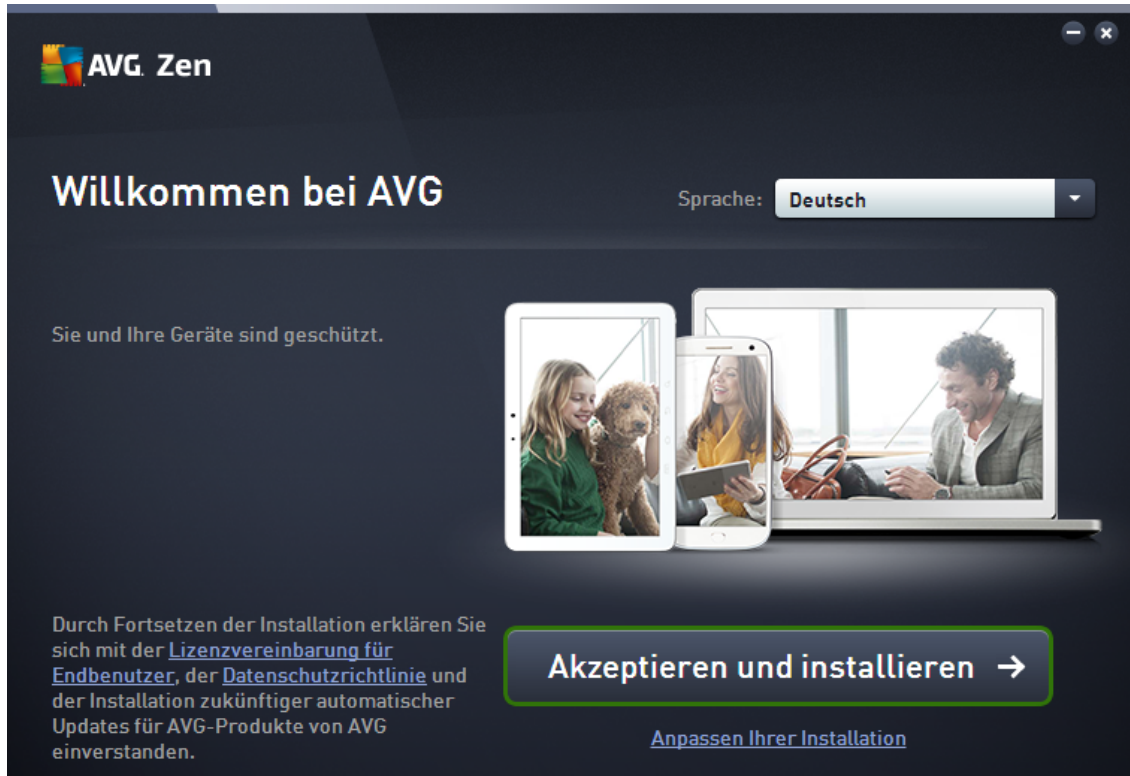 AVG. Zen
Willkommen bei AVG
Sprache: Deutsch
Sie und Ihre Geräte sind geschützt.
Durch Fortsetzen der Installation erklären Sie
sich mit der Lizenzvereinbarung für
Endbenutzer, der Datenschutzrichtlinie und
der Installation zukünftiger automatischer
Updates für AVG-Produkte von AVG
einverstanden.
Akzeptieren und installieren →
Anpassen Ihrer Installation